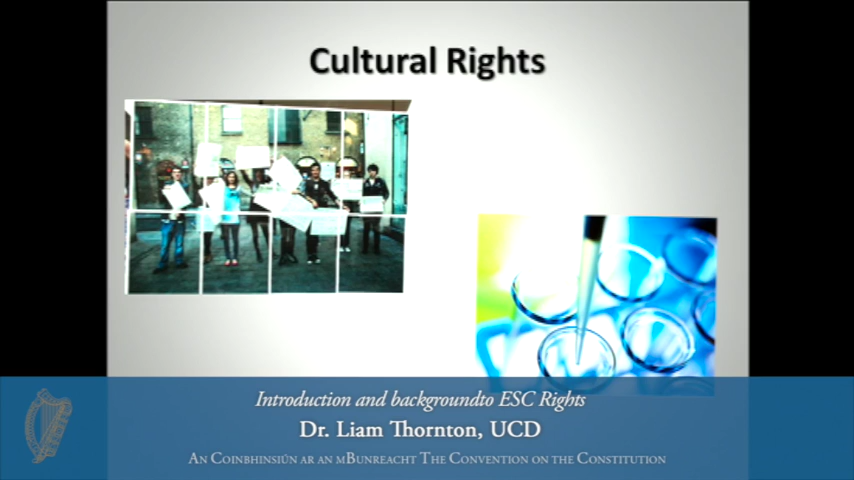 Cultural Rights
Introduction and backgroundto ESC Rights
Dr. Liam Thornton, UCD
An Coinbhinsiún ar an mBunreacht The Convention on the Constitution